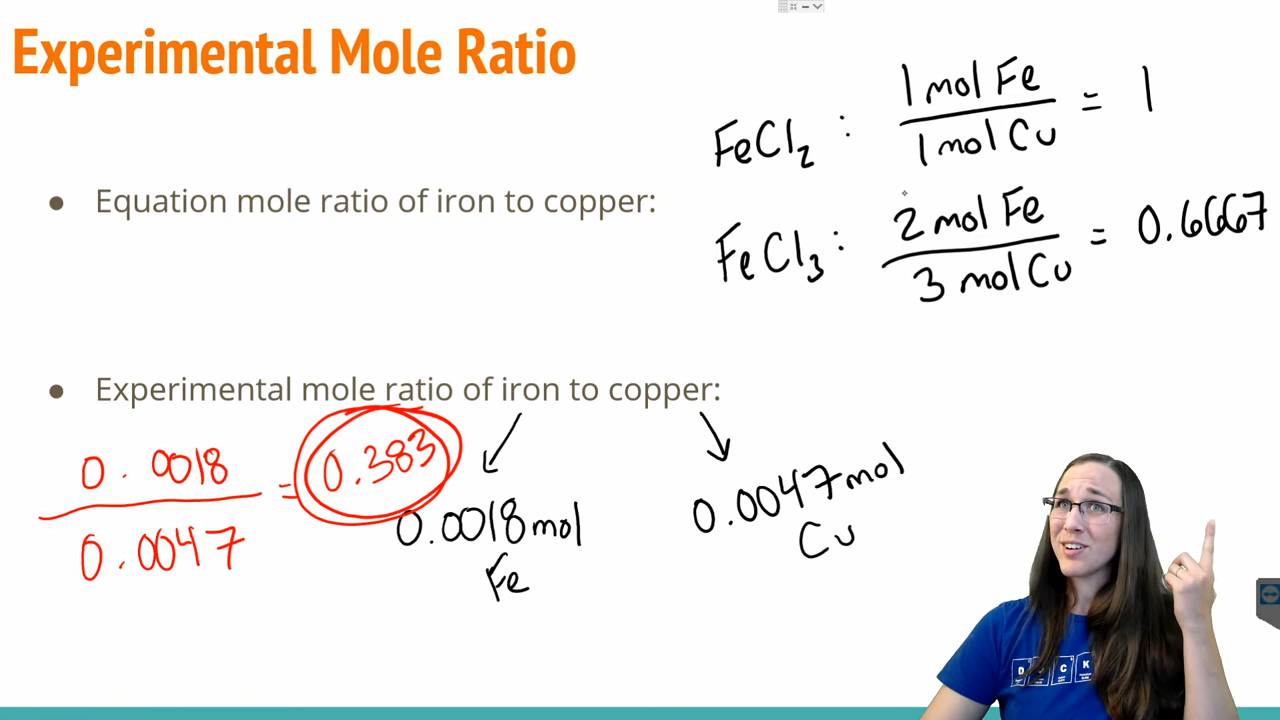 Experimental Mole Ratio
FeCl2 : 1 mol Fe / 1 mol Cu = 1
• Equation mole ratio of iron to copper:
FeCl3 : 2 mol Fe / 3 mol Cu = 0.6667
• Experimental mole ratio of iron to copper:
0.0018 / 0.0047 = 0.383
0.0018 mol
Fe
0.0047 mol
Cu
D C K